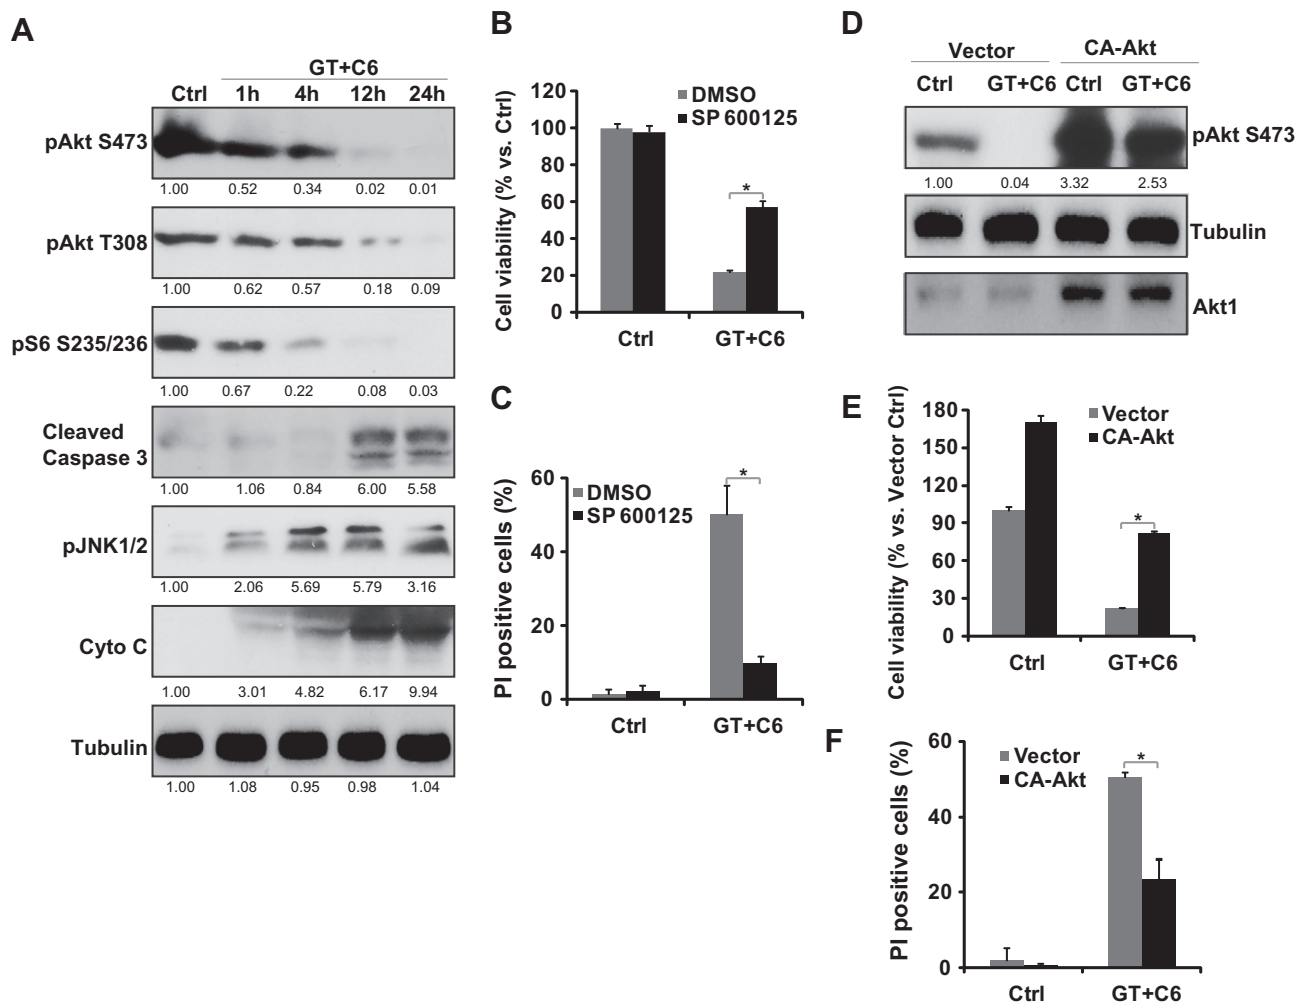 A
GT+C6
Ctrl 1h 4h 12h 24h
pAkt S473
1.00 0.52 0.34 0.02 0.01
pAkt T308
1.00 0.62 0.57 0.18 0.09
pS6 S235/236
1.00 0.67 0.22 0.08 0.03
Cleaved
Caspase 3
1.00 1.06 0.84 6.00 5.58
pJNK1/2
1.00 2.06 5.69 5.79 3.16
Cyto C
1.00 3.01 4.82 6.17 9.94
Tubulin
1.00 1.08 0.95 0.98 1.04
B
Cell viability (% vs. Ctrl)
120
100
80
60
40
20
0
DMSO
SP 600125
*
Ctrl GT+C6
C
PI positive cells (%)
60
40
20
0
DMSO
SP 600125
*
Ctrl GT+C6
D
Vector CA-Akt
Ctrl GT+C6 Ctrl GT+C6
pAkt S473
1.00 0.04 3.32 2.53
Tubulin
Akt1
E
Cell viability (% vs. Vector Ctrl)
180
150
120
90
60
30
0
Vector
CA-Akt
*
Ctrl GT+C6
F
PI positive cells (%)
60
40
20
0
Vector
CA-Akt
*
Ctrl GT+C6